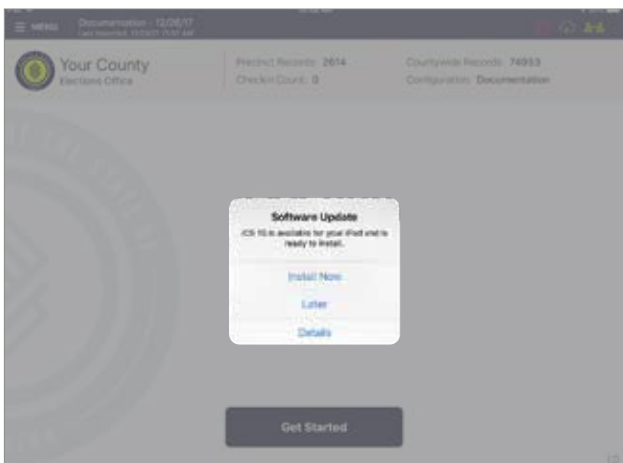 MENU
Documentation - 12/08/17
Your County
Elections Office
Precinct Records: 2614
Checkin Count: 0
Countywide Records: 74953
Configuration: Documentation
Software Update
iOS 10 is available for your iPad and is
ready to install.
Install Now
Later
Details
Get Started